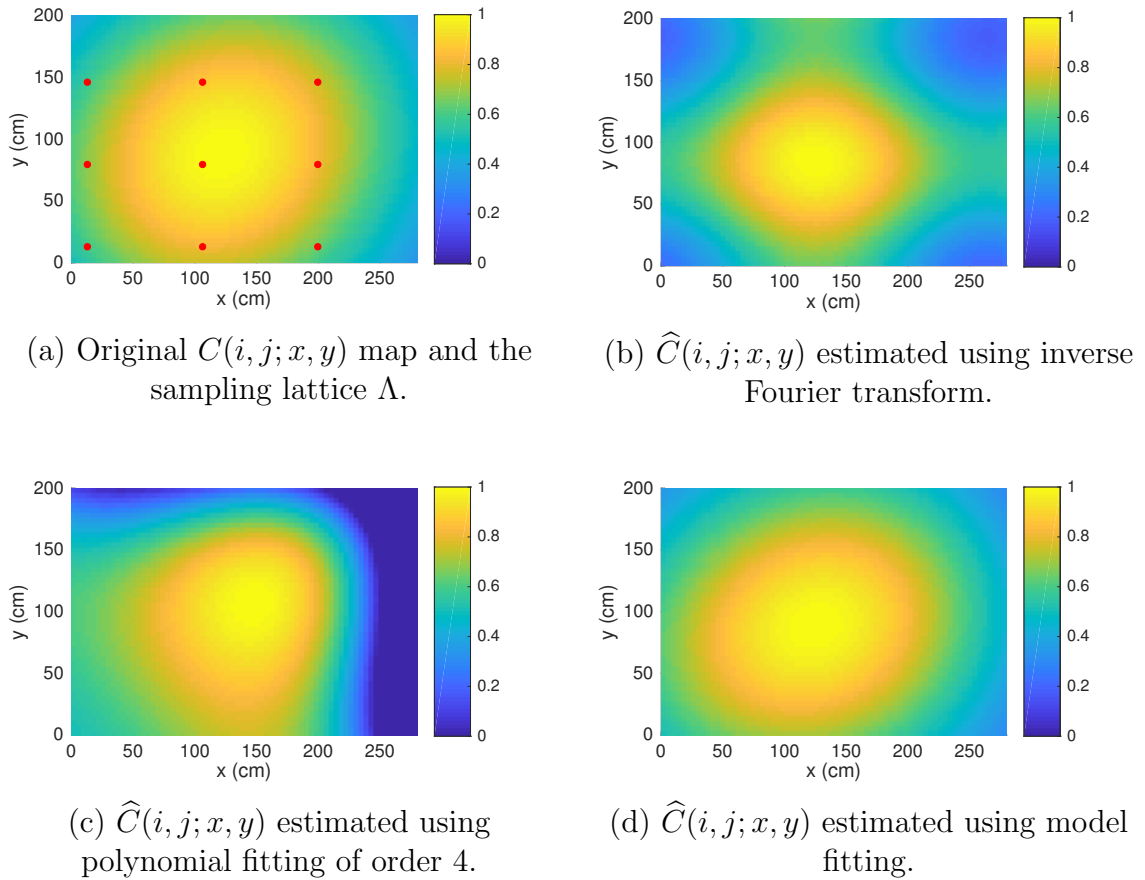 200
150
100
50
0
y (cm)
0 50 100 150 200 250
x (cm)
1
0.8
0.6
0.4
0.2
0
(a) Original C(i, j; x, y) map and the
sampling lattice Λ.
200
150
100
50
0
y (cm)
0 50 100 150 200 250
x (cm)
1
0.8
0.6
0.4
0.2
0
(b) Ĉ(i, j; x, y) estimated using inverse
Fourier transform.
200
150
100
50
0
y (cm)
0 50 100 150 200 250
x (cm)
1
0.8
0.6
0.4
0.2
0
(c) Ĉ(i, j; x, y) estimated using
polynomial fitting of order 4.
200
150
100
50
0
y (cm)
0 50 100 150 200 250
x (cm)
1
0.8
0.6
0.4
0.2
0
(d) Ĉ(i, j; x, y) estimated using model
fitting.